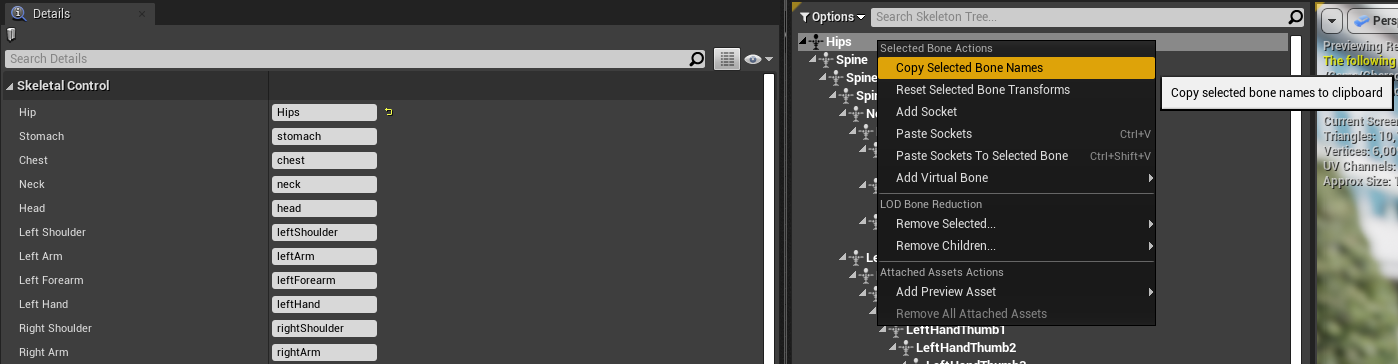 Details
Search Details
Skeletal Control
Hip Hips
Stomach stomach
Chest chest
Neck neck
Head head
Left Shoulder leftShoulder
Left Arm leftArm
Left Forearm leftForearm
Left Hand leftHand
Right Shoulder rightShoulder
Right Arm rightArm
Options Search Skeleton Tree...
Hips
Spine
Spine
Selected Bone Actions
Copy Selected Bone Names
Reset Selected Bone Transforms
Add Socket
Paste Sockets Ctrl+V
Paste Sockets To Selected Bone Ctrl+Shift+V
Add Virtual Bone
LOD Bone Reduction
Remove Selected...
Remove Children...
Attached Assets Actions
Add Preview Asset
Remove All Attached Assets
LeftHandThumb1
LeftHandThumb2
Copy selected bone names to clipboard
Pers
Previewing Re
The following
Current Screen
Triangles: 10,
Vertices: 6,00
UV Channels:
Approx Size: 1